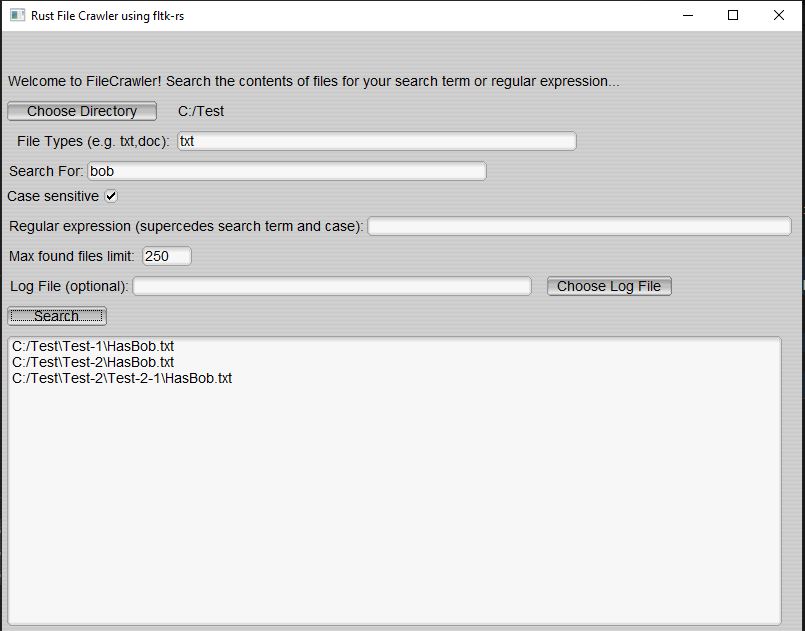 Rust File Crawler using fltk-rs
Welcome to FileCrawler! Search the contents of files for your search term or regular expression...
Choose Directory C:/Test
File Types (e.g. txt,doc): txt
Search For: bob
Case sensitive
Regular expression (supercedes search term and case):
Max found files limit: 250
Log File (optional): Choose Log File
Search
C:/Test\Test-1\HasBob.txt
C:/Test\Test-2\HasBob.txt
C:/Test\Test-2\Test-2-1\HasBob.txt